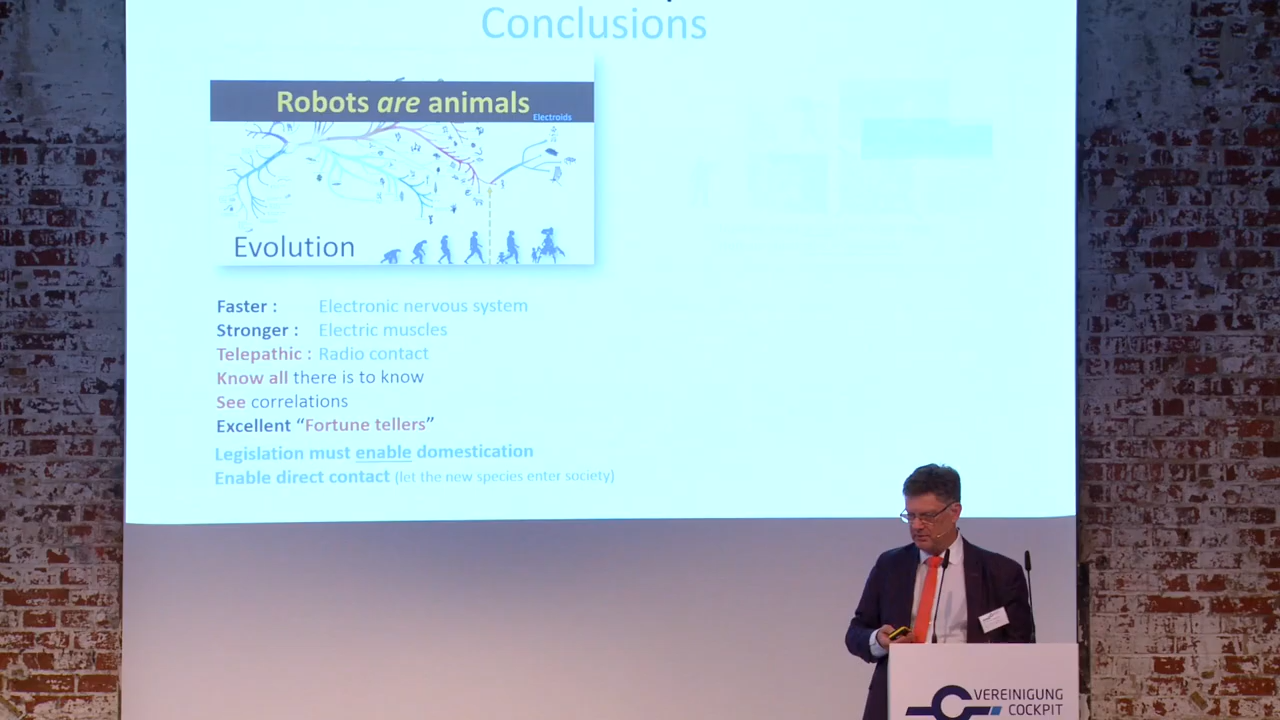 Conclusions
Robots are animals
Electroids
Evolution
Faster : Electronic nervous system
Stronger : Electric muscles
Telepathic : Radio contact
Know all there is to know
See correlations
Excellent “Fortune tellers”
Legislation must enable domestication
Enable direct contact (let the new species enter society)
VEREINIGUNG
COCKPIT